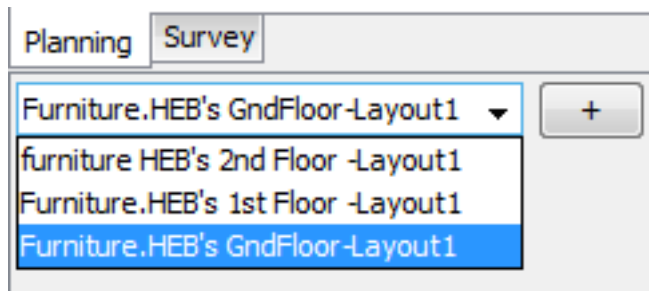 Planning Survey
Furniture.HEB's GndFloor-Layout1 +
furniture HEB's 2nd Floor -Layout1
Furniture.HEB's 1st Floor -Layout1
Furniture.HEB's GndFloor-Layout1